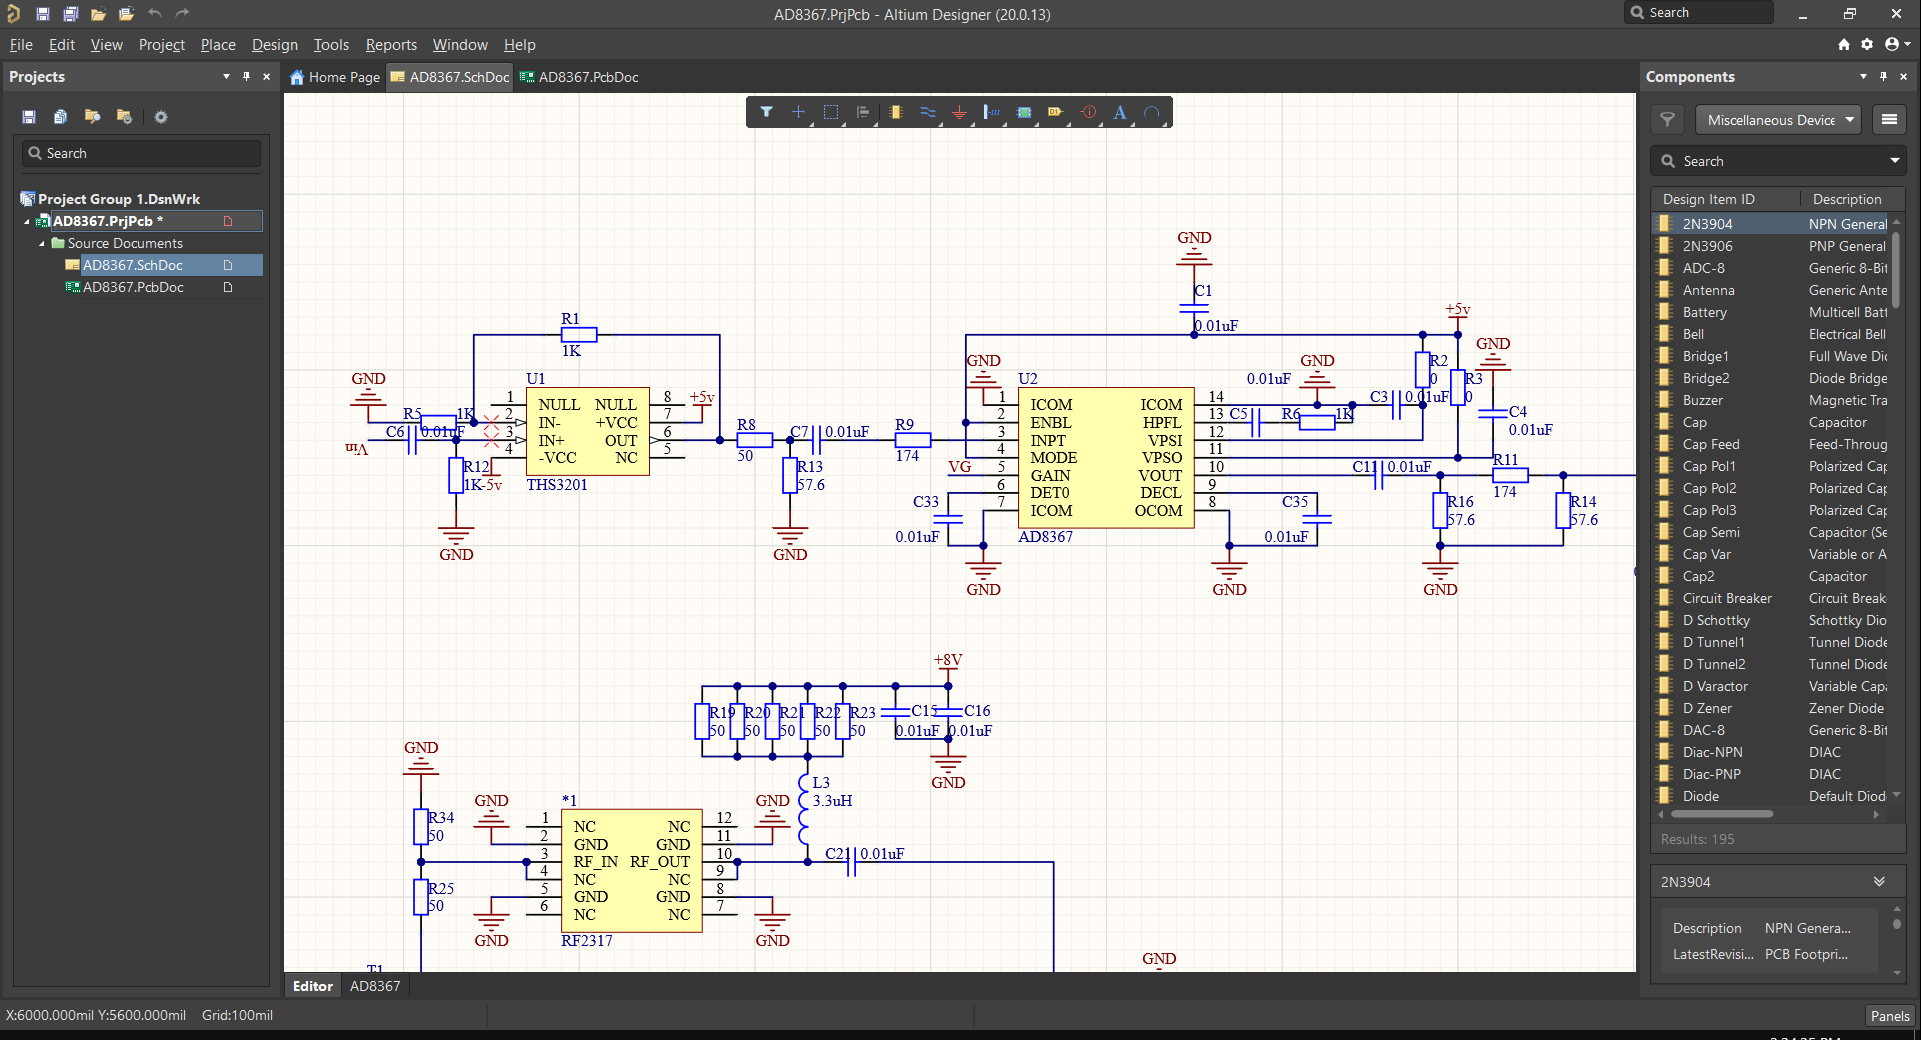 AD8367.PrjPcb - Altium Designer (20.0.13)
Search
File Edit View Project Place Design Tools Reports Window Help
Projects
Home Page
AD8367.SchDoc
AD8367.PcbDoc
Components
Miscellaneous Device
Search
Search
Project Group 1.DsnWrk
AD8367.PrjPcb *
Source Documents
AD8367.SchDoc
AD8367.PcbDoc
GND
C1
0.01uF
+5v
R1
1K
GND
R5
1K
C6
0.01uF
Vin
R12
1K
-5v
GND
U1
1 NULL NULL 8
2 IN- +VCC 7
3 IN+ OUT 6
4 -VCC NC 5
THS3201
+5v
R8
50
C7
0.01uF
R13
57.6
GND
R9
174
GND
U2
1 ICOM ICOM 14
2 ENBL HPFL 13
3 INPT VPSI 12
4 MODE VPSO 11
5 GAIN VOUT 10
6 DET0 DECL 9
7 ICOM OCOM 8
AD8367
VG
C33
0.01uF
GND
0.01uF
GND
C5
R6
1K
C3
0.01uF
R2
0
R3
0
GND
C4
0.01uF
C11
0.01uF
R11
174
R16
57.6
R14
57.6
GND
C35
0.01uF
GND
+8V
R19
50
R20
50
R21
50
R22
50
R23
50
C15
0.01uF
C16
0.01uF
GND
L3
3.3uH
GND
R34
50
R25
50
GND
*1
GND
1 NC NC 12
2 GND GND 11
3 RF_IN RF_OUT 10
4 NC NC 9
5 GND GND 8
6 NC NC 7
RF2317
GND
GND
C21
0.01uF
T1
GND
Design Item ID Description
2N3904 NPN General
2N3906 PNP General
ADC-8 Generic 8-Bit
Antenna Generic Ante
Battery Multicell Batt
Bell Electrical Bell
Bridge1 Full Wave Dio
Bridge2 Diode Bridge
Buzzer Magnetic Tra
Cap Capacitor
Cap Feed Feed-Throug
Cap Pol1 Polarized Cap
Cap Pol2 Polarized Cap
Cap Pol3 Polarized Cap
Cap Semi Capacitor (Se
Cap Var Variable or A
Cap2 Capacitor
Circuit Breaker Circuit Break
D Schottky Schottky Dio
D Tunnel1 Tunnel Diode
D Tunnel2 Tunnel Diode
D Varactor Variable Capa
D Zener Zener Diode
DAC-8 Generic 8-Bit
Diac-NPN DIAC
Diac-PNP DIAC
Diode Default Diod
Results: 195
2N3904
Description NPN Genera...
LatestRevisi... PCB Footpri...
Editor AD8367
X:6000.000mil Y:5600.000mil Grid:100mil
Panels